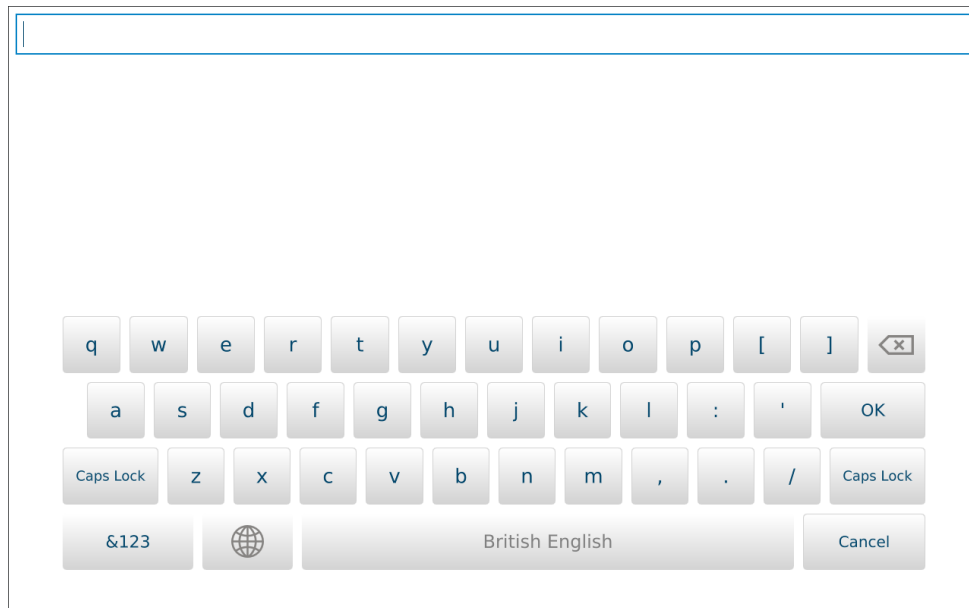 q w e r t y u i o p [ ]
a s d f g h j k l : ' OK
Caps Lock z x c v b n m , . / Caps Lock
&123 British English Cancel